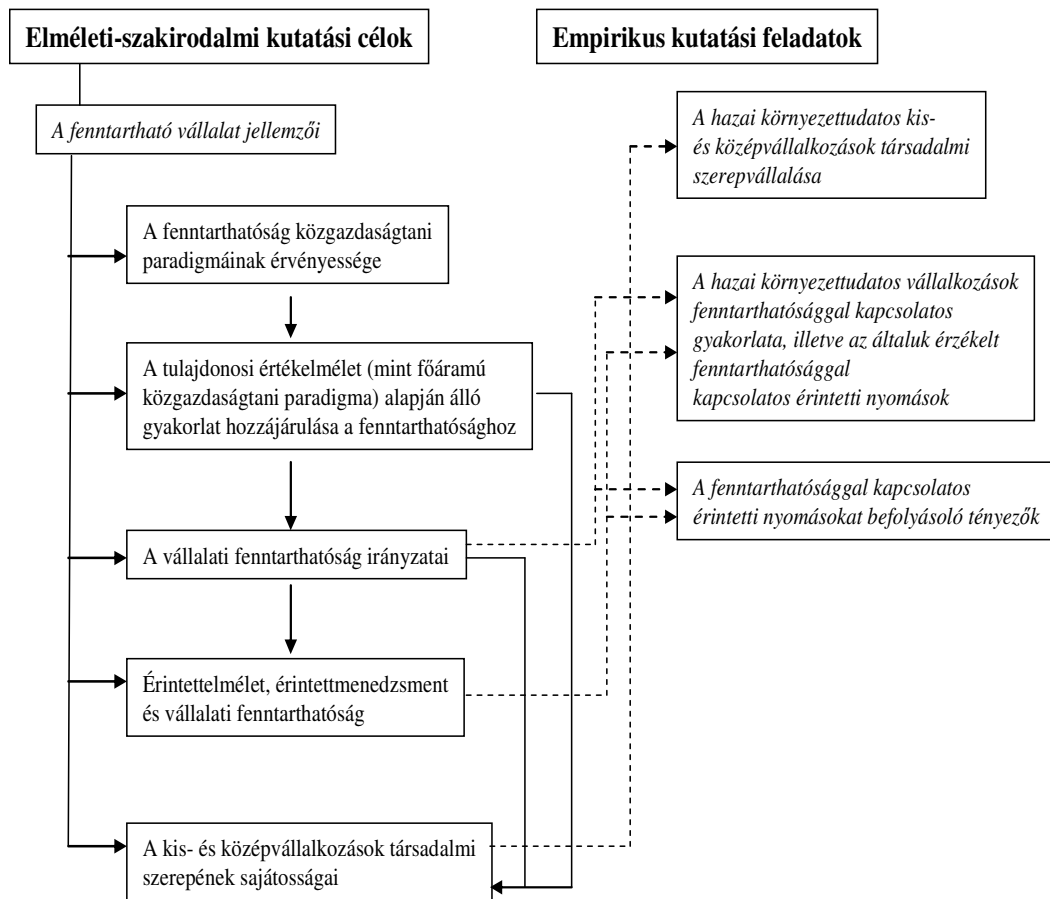 Elméleti-szakirodalmi kutatási célok
A fenntartható vállalat jellemzői
A fenntarthatóság közgazdaságtani
paradigmáinak érvényessége
A tulajdonosi értékelmélet (mint főáramú
közgazdaságtani paradigma) alapján álló
gyakorlat hozzájárulása a fenntarthatósághoz
A vállalati fenntarthatóság irányzatai
Érintettelmélet, érintettmenedzsment
és vállalati fenntarthatóság
A kis- és középvállalkozások társadalmi
szerepének sajátosságai
Empirikus kutatási feladatok
A hazai környezettudatos kis-
és középvállalkozások társadalmi
szerepvállalása
A hazai környezettudatos vállalkozások
fenntarthatósággal kapcsolatos
gyakorlata, illetve az általuk érzékelt
fenntarthatósággal
kapcsolatos érintetti nyomások
A fenntarthatósággal kapcsolatos
érintetti nyomásokat befolyásoló tényezők